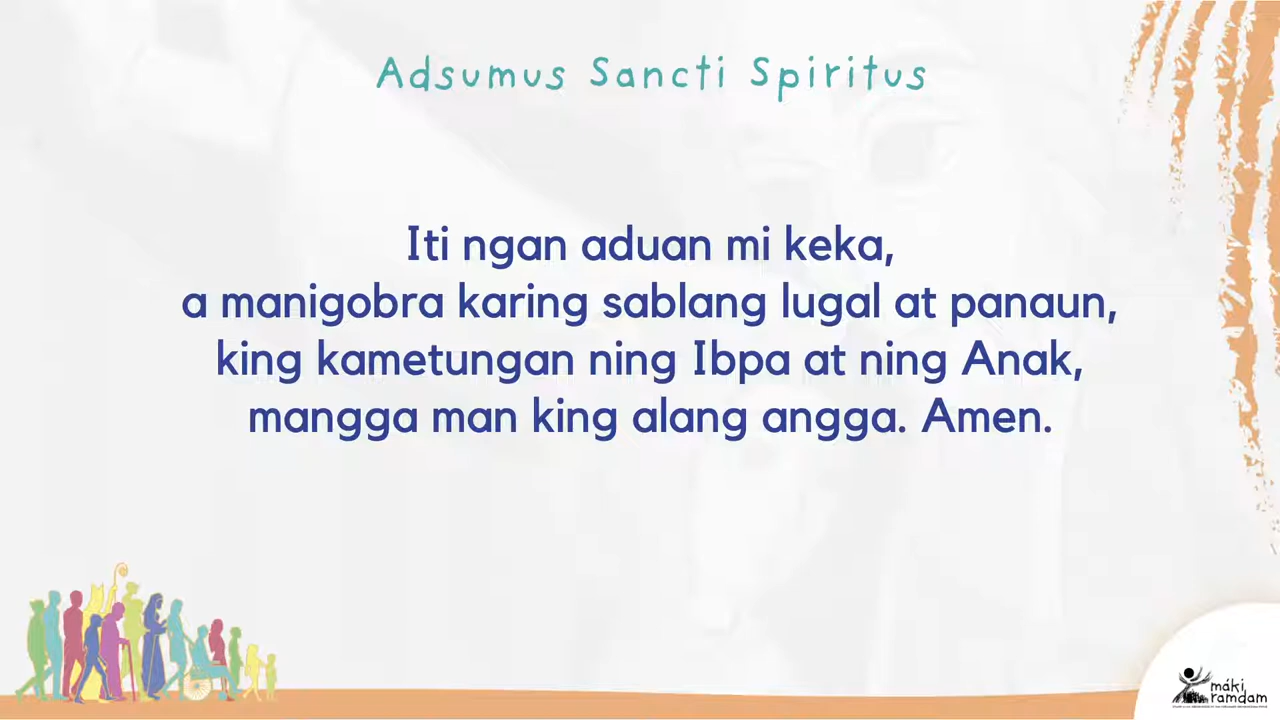 Adsumus Sancti Spiritus
Iti ngan aduan mi keka,
a manigobra karing sablang lugal at panaun,
king kametungan ning Ibpa at ning Anak,
mangga man king alang angga. Amen.
máki
ramdam